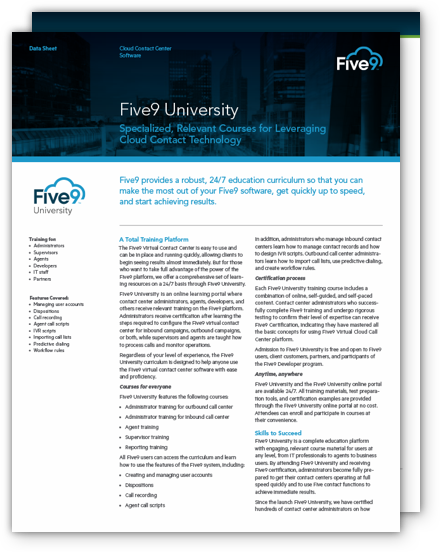 Data Sheet
Cloud Contact Center
Software
Five9
Five9 University
Specialized, Relevant Courses for Leveraging
Cloud Contact Technology
Five9 provides a robust, 24/7 education curriculum so that you can
make the most out of your Five9 software, get quickly up to speed,
and start achieving results.
Five9
University
Training for:
• Administrators
• Supervisors
• Agents
• Developers
• IT staff
• Partners
Features Covered:
• Managing user accounts
• Dispositions
• Call recording
• Agent call scripts
• IVR scripts
• Importing call lists
• Predictive dialing
• Workflow rules
A Total Training Platform
The Five9 Virtual Contact Center is easy to use and
can be in place and running quickly, allowing clients to
begin seeing results almost immediately. But for those
who want to take full advantage of the power of the
Five9 platform, we offer a comprehensive set of learn-
ing resources on a 24/7 basis through Five9 University.
Five9 University is an online learning portal where
contact center administrators, agents, developers, and
others receive relevant training on the Five9 platform.
Administrators receive certification after learning the
steps required to configure the Five9 virtual contact
center for inbound campaigns, outbound campaigns,
or both, while supervisors and agents are taught how
to process calls and monitor operations.
Regardless of your level of experience, the Five9
University curriculum is designed to help anyone use
the Five9 virtual contact center software with ease
and proficiency.
Courses for everyone
Five9 University features the following courses:
• Administrator training for outbound call center
• Administrator training for inbound call center
• Agent training
• Supervisor training
• Reporting training
All Five9 users can access the curriculum and learn
how to use the features of the Five9 system, including:
• Creating and managing user accounts
• Dispositions
• Call recording
• Agent call scripts
In addition, administrators who manage inbound contact
centers learn how to manage contact records and how
to design IVR scripts. Outbound call center administra-
tors learn how to import call lists, use predictive dialing,
and create workflow rules.
Certification process
Each Five9 University training course includes a
combination of online, self-guided, and self-paced
content. Contact center administrators who success-
fully complete Five9 training and undergo rigorous
testing to confirm their level of expertise can receive
Five9 Certification, indicating they have mastered all
the basic concepts for using Five9 Virtual Cloud Call
Center platform.
Admission to Five9 University is free and open to Five9
users, client customers, partners, and participants of
the Five9 Developer program.
Anytime, anywhere
Five9 University and the Five9 University online portal
are available 24/7. All training materials, test prepara-
tion tools, and certification examples are provided
through the Five9 University online portal at no cost.
Attendees can enroll and participate in courses at
their convenience.
Skills to Succeed
Five9 University is a complete education platform
with engaging, relevant course material for users at
any level, from IT professionals to agents to business
users. By attending Five9 University and receiving
Five9 certification, administrators become fully pre-
pared to get their contact centers operating at full
speed quickly and to use Five contact functions to
achieve immediate results.
Since the launch Five9 University, we have certified
hundreds of contact center administrators on how